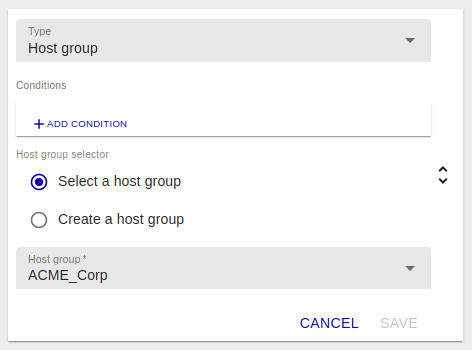 Type
Host group
Conditions
+ ADD CONDITION
Host group selector
Select a host group
Create a host group
Host group *
ACME_Corp
CANCEL SAVE